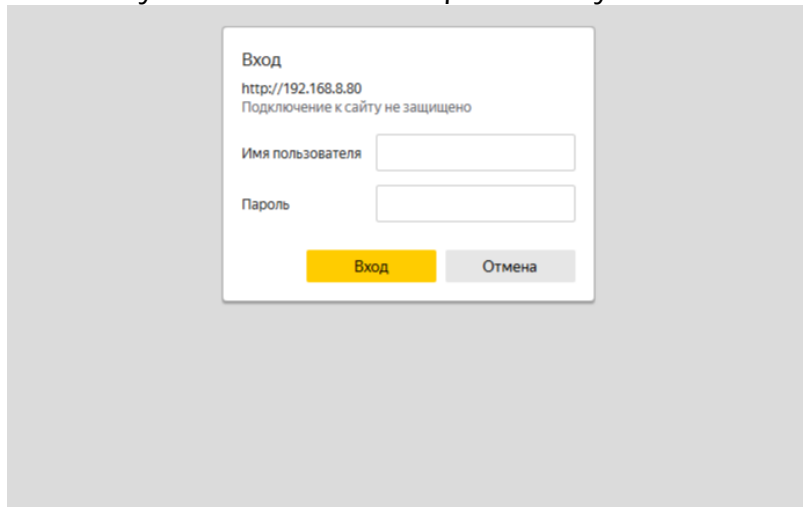 Вход
http://192.168.8.80
Подключение к сайту не защищено
Имя пользователя
Пароль
Вход Отмена